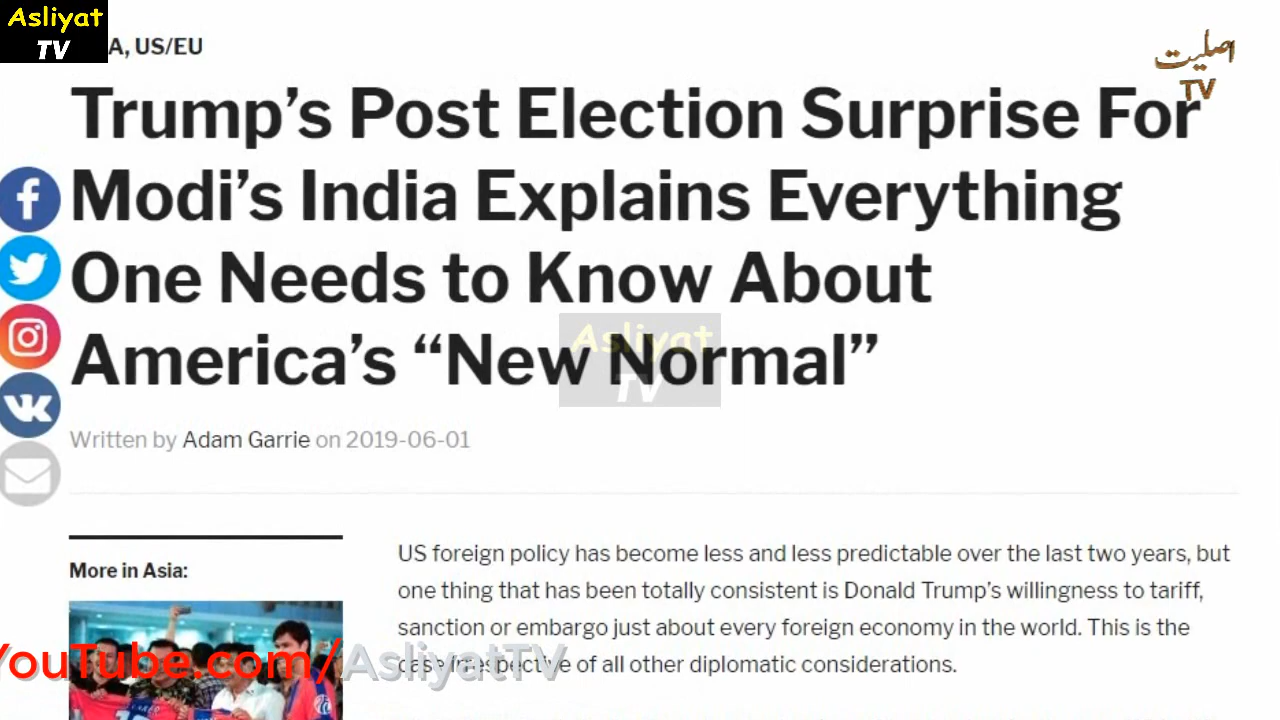 Asliyat
TV
A, US/EU
اصلیت
TV
Trump’s Post Election Surprise For
Modi’s India Explains Everything
One Needs to Know About
America’s “New Normal”
Asliyat
TV
Written by Adam Garrie on 2019-06-01
More in Asia:
US foreign policy has become less and less predictable over the last two years, but
one thing that has been totally consistent is Donald Trump’s willingness to tariff,
sanction or embargo just about every foreign economy in the world. This is the
case irrespective of all other diplomatic considerations.
YouTube.com/AsliyatTV